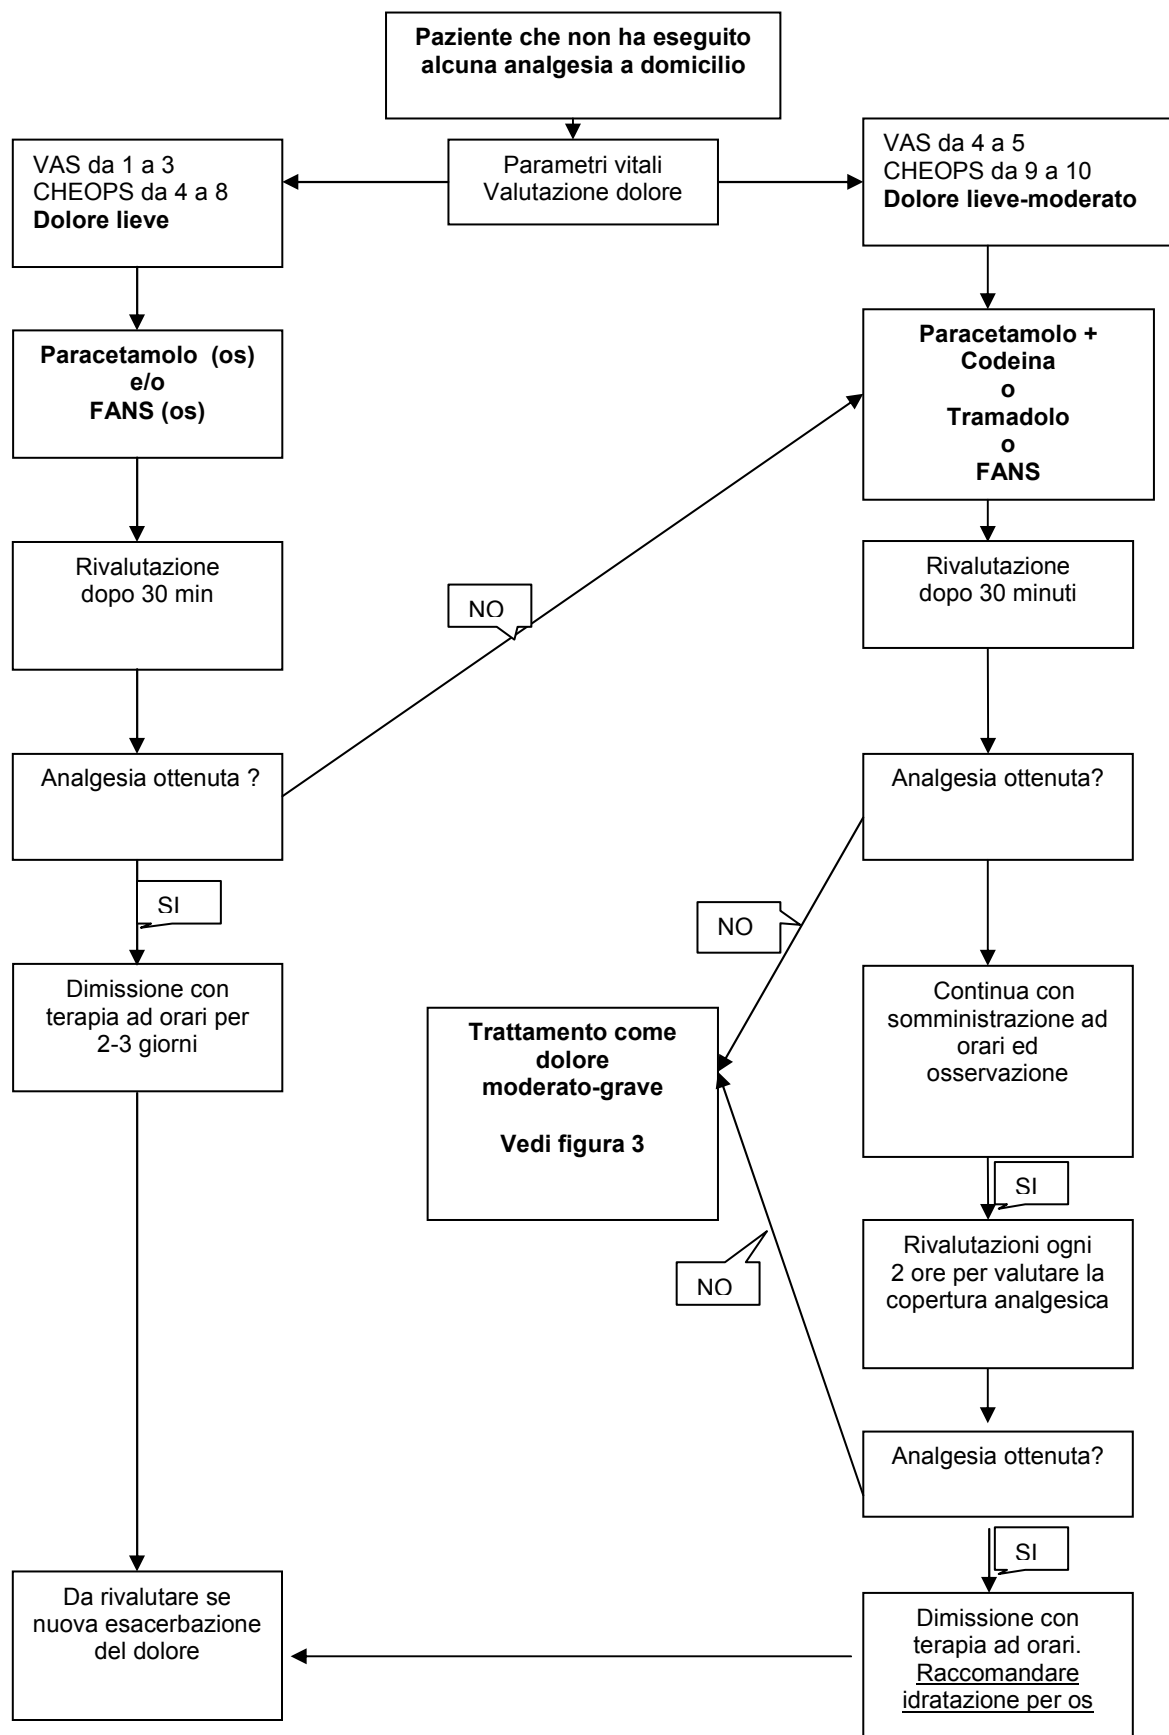 Paziente che non ha eseguito
alcuna analgesia a domicilio
VAS da 1 a 3
CHEOPS da 4 a 8
Dolore lieve
Parametri vitali
Valutazione dolore
VAS da 4 a 5
CHEOPS da 9 a 10
Dolore lieve-moderato
Paracetamolo (os)
e/o
FANS (os)
Paracetamolo +
Codeina
o
Tramadolo
o
FANS
Rivalutazione
dopo 30 min
NO
Rivalutazione
dopo 30 minuti
Analgesia ottenuta ?
Analgesia ottenuta?
SI
NO
Dimissione con
terapia ad orari per
2-3 giorni
Trattamento come
dolore
moderato-grave
Vedi figura 3
Continua con
somministrazione ad
orari ed
osservazione
SI
Rivalutazioni ogni
2 ore per valutare la
copertura analgesica
NO
Analgesia ottenuta?
SI
Da rivalutare se
nuova esacerbazione
del dolore
Dimissione con
terapia ad orari.
Raccomandare
idratazione per os